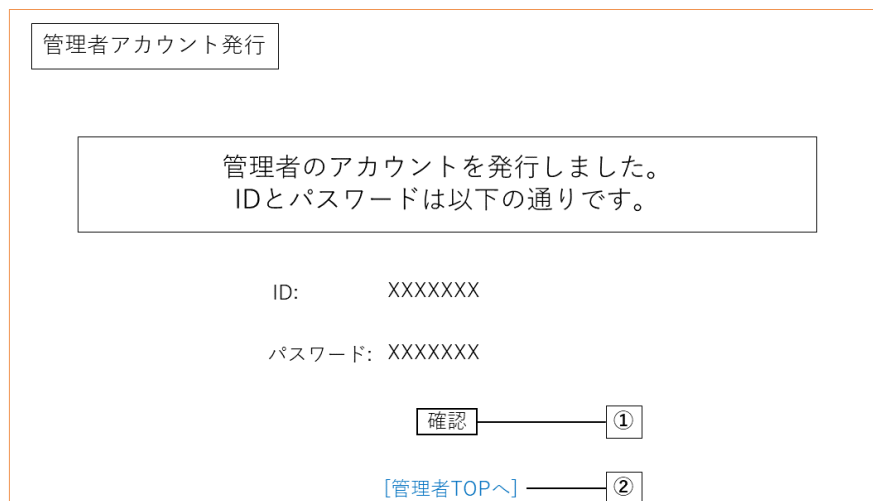 管理者アカウント発行
管理者のアカウントを発行しました。
IDとパスワードは以下の通りです。
ID: XXXXXXX
パスワード: XXXXXXX
確認 ①
[管理者TOPへ] ②